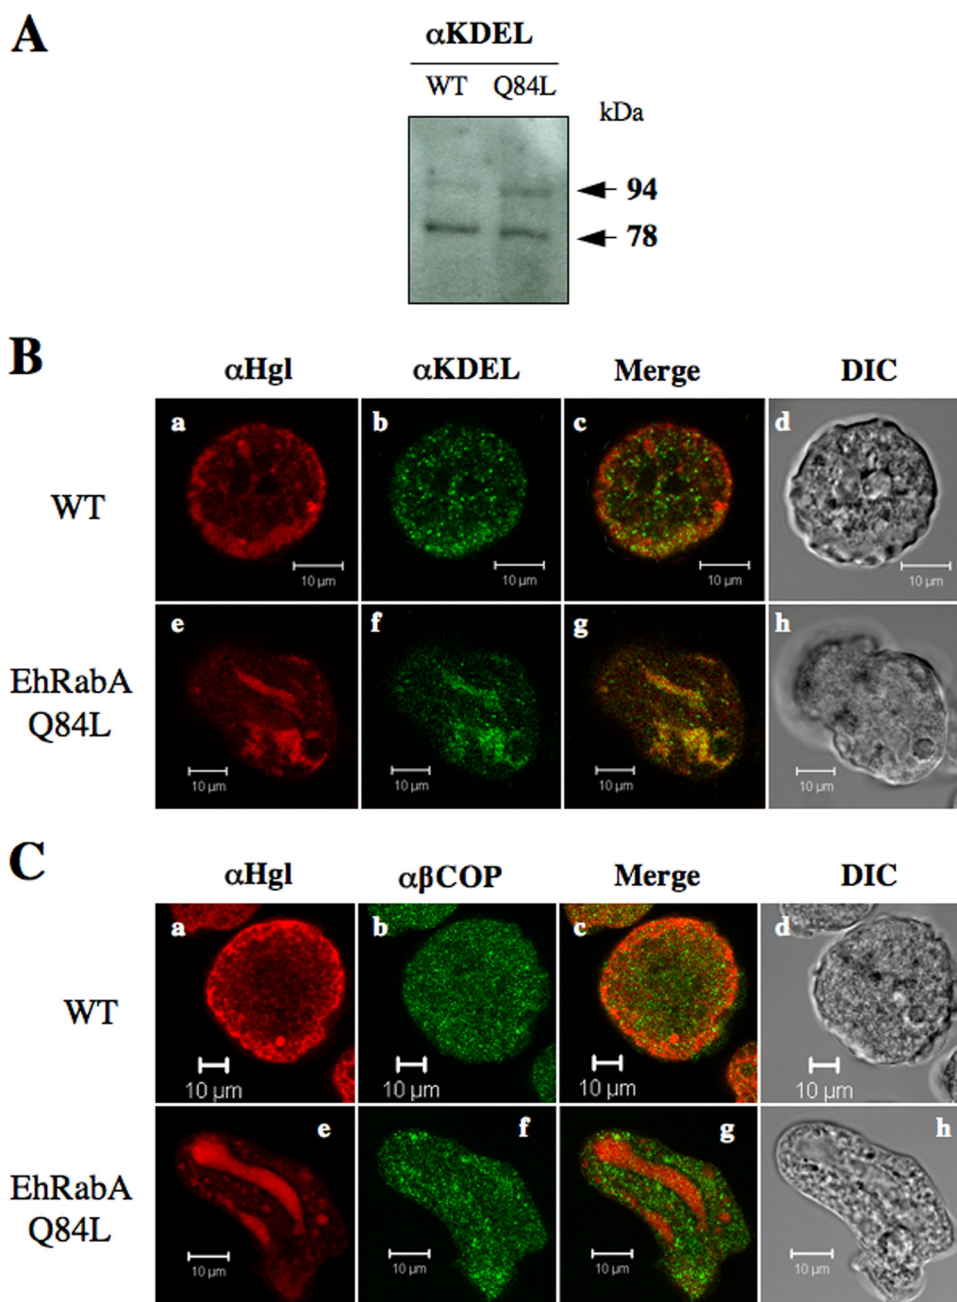 A
αKDEL
WT Q84L
kDa
94
78
B
αHgl αKDEL Merge DIC
WT
a b c d
10 µm 10 µm 10 µm 10 µm
EhRabA
Q84L
e f g h
10 µm 10 µm 10 µm 10 µm
C
αHgl αβCOP Merge DIC
WT
a b c d
10 µm 10 µm 10 µm 10 µm
EhRabA
Q84L
e f g h
10 µm 10 µm 10 µm 10 µm